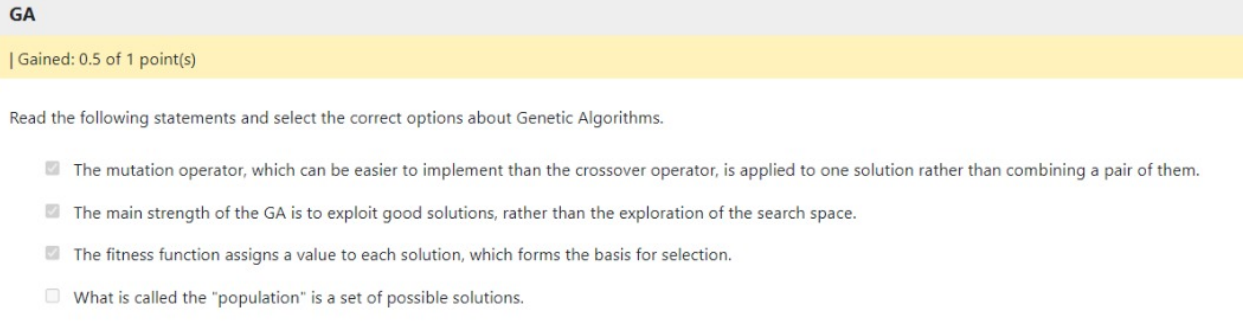 GA
| Gained: 0.5 of 1 point(s)
Read the following statements and select the correct options about Genetic Algorithms.
The mutation operator, which can be easier to implement than the crossover operator, is applied to one solution rather than combining a pair of them.
The main strength of the GA is to exploit good solutions, rather than the exploration of the search space.
The fitness function assigns a value to each solution, which forms the basis for selection.
What is called the "population" is a set of possible solutions.